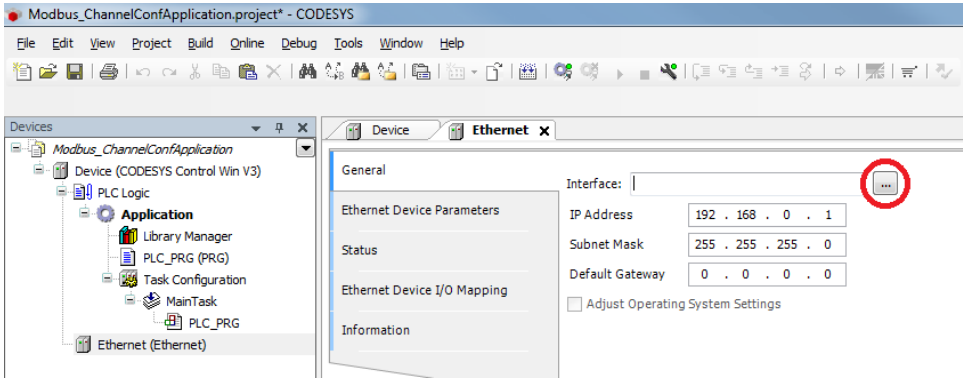 Modbus_ChannelConfApplication.project* - CODESYS
File Edit View Project Build Online Debug Tools Window Help
Devices
Modbus_ChannelConfApplication
Device (CODESYS Control Win V3)
PLC Logic
Application
Library Manager
PLC_PRG (PRG)
Task Configuration
MainTask
PLC_PRG
Ethernet (Ethernet)
Device Ethernet X
General
Ethernet Device Parameters
Status
Ethernet Device I/O Mapping
Information
Interface: ...
IP Address 192 . 168 . 0 . 1
Subnet Mask 255 . 255 . 255 . 0
Default Gateway 0 . 0 . 0 . 0
Adjust Operating System Settings